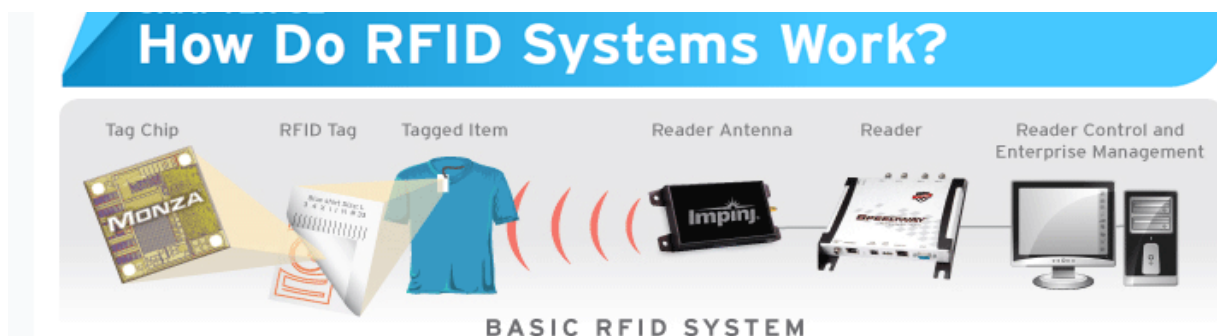 How Do RFID Systems Work?
Tag Chip
RFID Tag
Tagged Item
Reader Antenna
Reader
Reader Control and
Enterprise Management
MONZA
Impinj.
SPEEDWAY
BASIC RFID SYSTEM